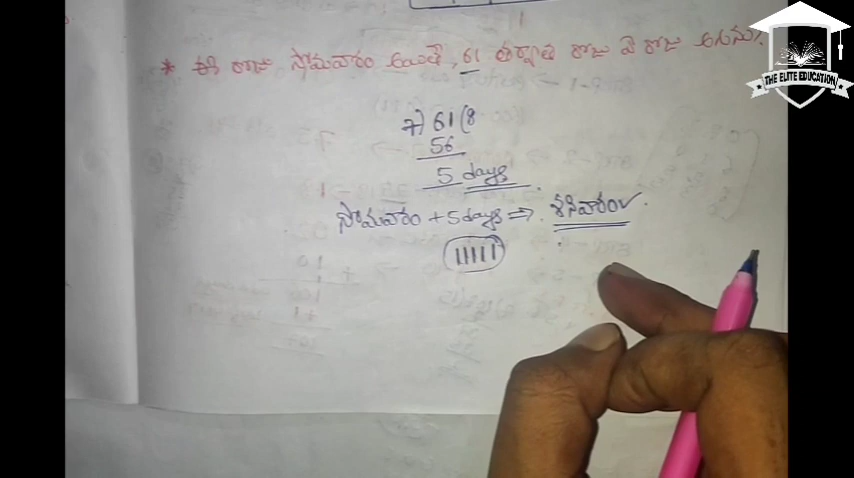 * ఈ రోజు సోమవారం అయితే, 61 తర్వాత రోజు ఏ రోజు అగును?
7) 61 (8
56
5 days
సోమవారం + 5 days ⇒ శనివారం ✓.
THE ELITE EDUCATION